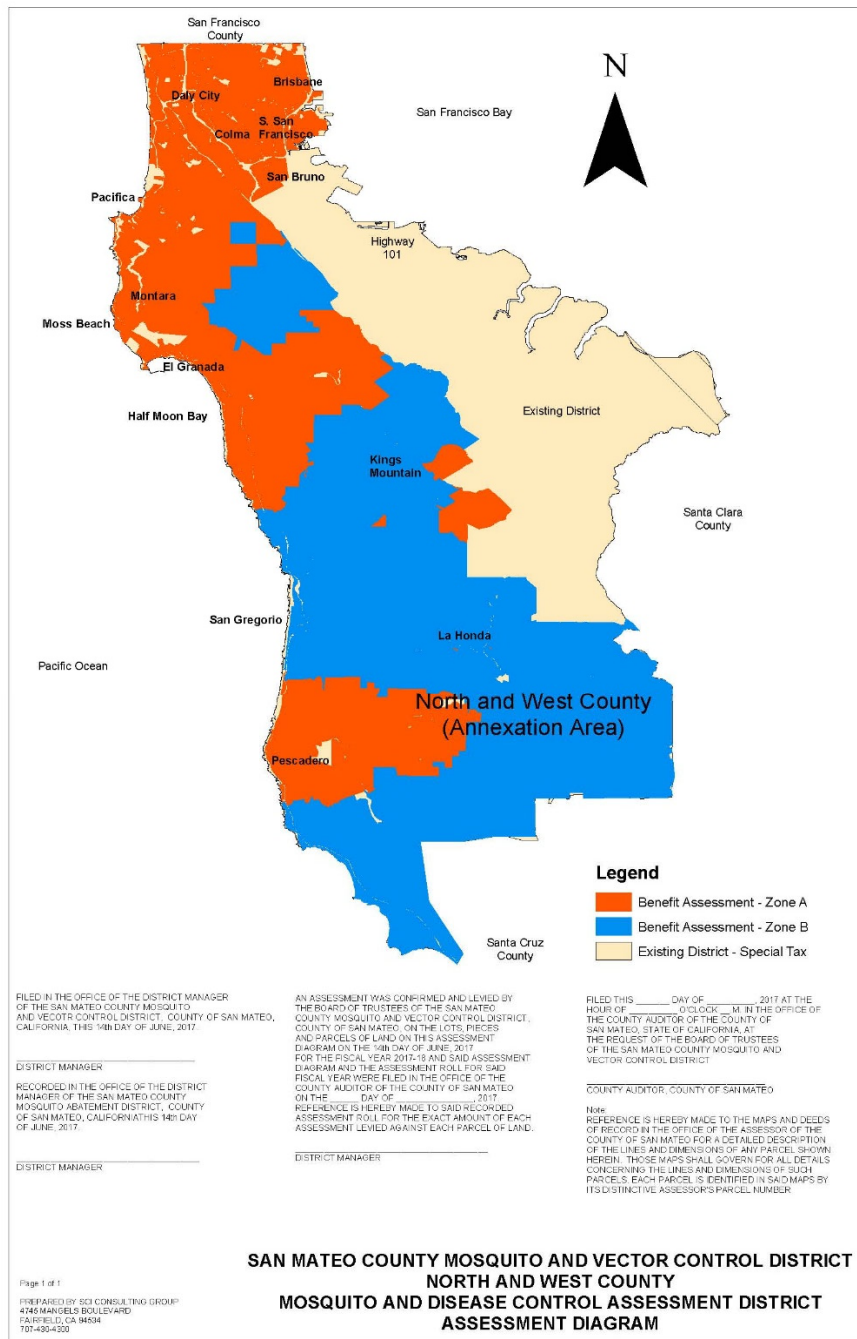 San Francisco
County
N
Brisbane
Daly City
San Francisco Bay
S. San
Colma Francisco
San Bruno
Pacifica
Highway
101
Montara
Moss Beach
El Granada
Half Moon Bay
Existing District
Kings
Mountain
Santa Clara
County
San Gregorio
La Honda
Pacific Ocean
North and West County
(Annexation Area)
Pescadero
Legend
Benefit Assessment - Zone A
Benefit Assessment - Zone B
Existing District - Special Tax
Santa Cruz
County
FILED IN THE OFFICE OF THE DISTRICT MANAGER
OF THE SAN MATEO COUNTY MOSQUITO
AND VECOTR CONTROL DISTRICT, COUNTY OF SAN MATEO,
CALIFORNIA, THIS 14th DAY OF JUNE, 2017.
DISTRICT MANAGER
RECORDED IN THE OFFICE OF THE DISTRICT
MANAGER OF THE SAN MATEO COUNTY
MOSQUITO ABATEMENT DISTRICT, COUNTY
OF SAN MATEO, CALIFORNIATHIS 14th DAY
OF JUNE, 2017.
DISTRICT MANAGER
AN ASSESSMENT WAS CONFIRMED AND LEVIED BY
THE BOARD OF TRUSTEES OF THE SAN MATEO
COUNTY MOSQUITO AND VECTOR CONTROL DISTRICT,
COUNTY OF SAN MATEO, ON THE LOTS, PIECES
AND PARCELS OF LAND ON THIS ASSESSMENT
DIAGRAM ON THE 14th DAY OF JUNE, 2017
FOR THE FISCAL YEAR 2017-18 AND SAID ASSESSMENT
DIAGRAM AND THE ASSESSMENT ROLL FOR SAID
FISCAL YEAR WERE FILED IN THE OFFICE OF THE
COUNTY AUDITOR OF THE COUNTY OF SAN MATEO
ON THE ______ DAY OF ______________, 2017.
REFERENCE IS HEREBY MADE TO SAID RECORDED
ASSESSMENT ROLL FOR THE EXACT AMOUNT OF EACH
ASSESSMENT LEVIED AGAINST EACH PARCEL OF LAND.
DISTRICT MANAGER
FILED THIS _______ DAY OF __________, 2017 AT THE
HOUR OF __________ O'CLOCK __ M. IN THE OFFICE OF
THE COUNTY AUDITOR OF THE COUNTY OF
SAN MATEO, STATE OF CALIFORNIA, AT
THE REQUEST OF THE BOARD OF TRUSTEES
OF THE SAN MATEO COUNTY MOSQUITO AND
VECTOR CONTROL DISTRICT
COUNTY AUDITOR, COUNTY OF SAN MATEO
Note:
REFERENCE IS HEREBY MADE TO THE MAPS AND DEEDS
OF RECORD IN THE OFFICE OF THE ASSESSOR OF THE
COUNTY OF SAN MATEO FOR A DETAILED DESCRIPTION
OF THE LINES AND DIMENSIONS OF ANY PARCEL SHOWN
HEREIN. THOSE MAPS SHALL GOVERN FOR ALL DETAILS
CONCERNING THE LINES AND DIMENSIONS OF SUCH
PARCELS. EACH PARCEL IS IDENTIFIED IN SAID MAPS BY
ITS DISTINCTIVE ASSESSOR'S PARCEL NUMBER
Page 1 of 1
PREPARED BY SCI CONSULTING GROUP
4745 MANGELS BOULEVARD
FAIRFIELD, CA 94534
707-430-4300
SAN MATEO COUNTY MOSQUITO AND VECTOR CONTROL DISTRICT
NORTH AND WEST COUNTY
MOSQUITO AND DISEASE CONTROL ASSESSMENT DISTRICT
ASSESSMENT DIAGRAM